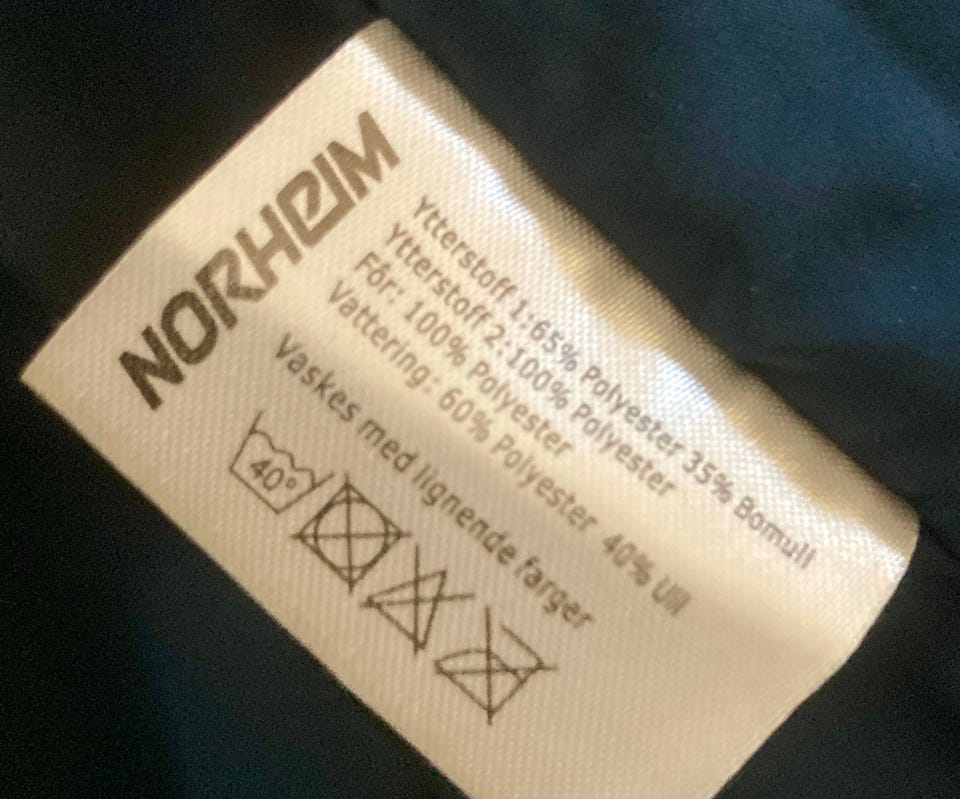 NORHEIM
Ytterstoff 1: 65% Polyester 35% Bomull
Ytterstoff 2: 100% Polyester
Fôr: 100% Polyester
Vattering: 60% Polyester 40% Ull
Vaskes med lignende farger
40°